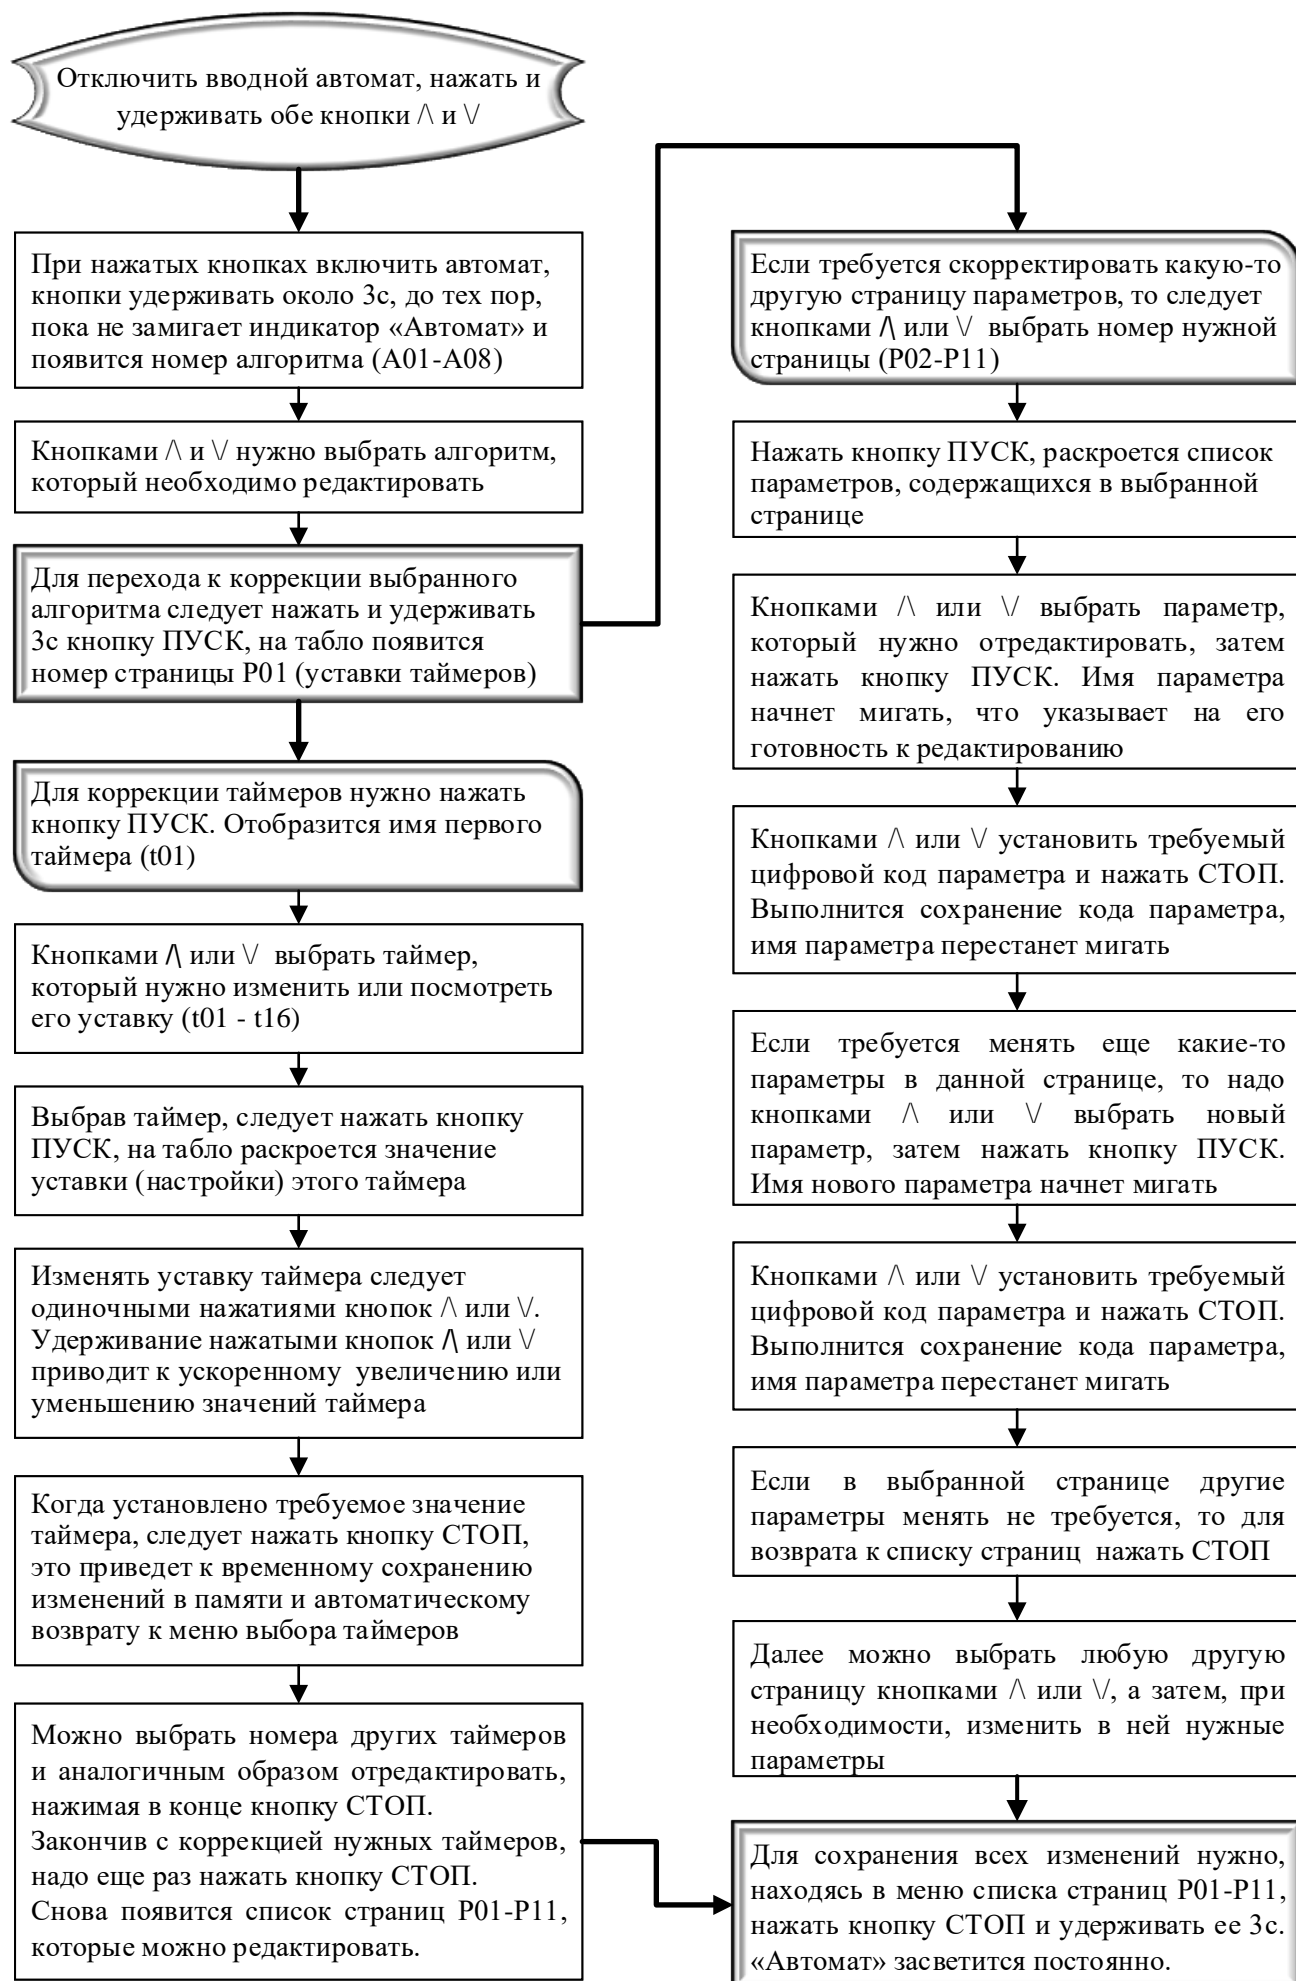 Отключить вводной автомат, нажать и
удерживать обе кнопки /\ и \/
При нажатых кнопках включить автомат,
кнопки удерживать около 3с, до тех пор,
пока не замигает индикатор «Автомат» и
появится номер алгоритма (А01-А08)
Кнопками /\ и \/ нужно выбрать алгоритм,
который необходимо редактировать
Для перехода к коррекции выбранного
алгоритма следует нажать и удерживать
3с кнопку ПУСК, на табло появится
номер страницы Р01 (уставки таймеров)
Для коррекции таймеров нужно нажать
кнопку ПУСК. Отобразится имя первого
таймера (t01)
Кнопками /\ или \/ выбрать таймер,
который нужно изменить или посмотреть
его уставку (t01 - t16)
Выбрав таймер, следует нажать кнопку
ПУСК, на табло раскроется значение
уставки (настройки) этого таймера
Изменять уставку таймера следует
одиночными нажатиями кнопок /\ или \/.
Удерживание нажатыми кнопок /\ или \/
приводит к ускоренному увеличению или
уменьшению значений таймера
Когда установлено требуемое значение
таймера, следует нажать кнопку СТОП,
это приведет к временному сохранению
изменений в памяти и автоматическому
возврату к меню выбора таймеров
Можно выбрать номера других таймеров
и аналогичным образом отредактировать,
нажимая в конце кнопку СТОП.
Закончив с коррекцией нужных таймеров,
надо еще раз нажать кнопку СТОП.
Снова появится список страниц Р01-Р11,
которые можно редактировать.
Если требуется скорректировать какую-то
другую страницу параметров, то следует
кнопками /\ или \/ выбрать номер нужной
страницы (Р02-Р11)
Нажать кнопку ПУСК, раскроется список
параметров, содержащихся в выбранной
странице
Кнопками /\ или \/ выбрать параметр,
который нужно отредактировать, затем
нажать кнопку ПУСК. Имя параметра
начнет мигать, что указывает на его
готовность к редактированию
Кнопками /\ или \/ установить требуемый
цифровой код параметра и нажать СТОП.
Выполнится сохранение кода параметра,
имя параметра перестанет мигать
Если требуется менять еще какие-то
параметры в данной странице, то надо
кнопками /\ или \/ выбрать новый
параметр, затем нажать кнопку ПУСК.
Имя нового параметра начнет мигать
Кнопками /\ или \/ установить требуемый
цифровой код параметра и нажать СТОП.
Выполнится сохранение кода параметра,
имя параметра перестанет мигать
Если в выбранной странице другие
параметры менять не требуется, то для
возврата к списку страниц нажать СТОП
Далее можно выбрать любую другую
страницу кнопками /\ или \/, а затем, при
необходимости, изменить в ней нужные
параметры
Для сохранения всех изменений нужно,
находясь в меню списка страниц Р01-Р11,
нажать кнопку СТОП и удерживать ее 3с.
«Автомат» засветится постоянно.